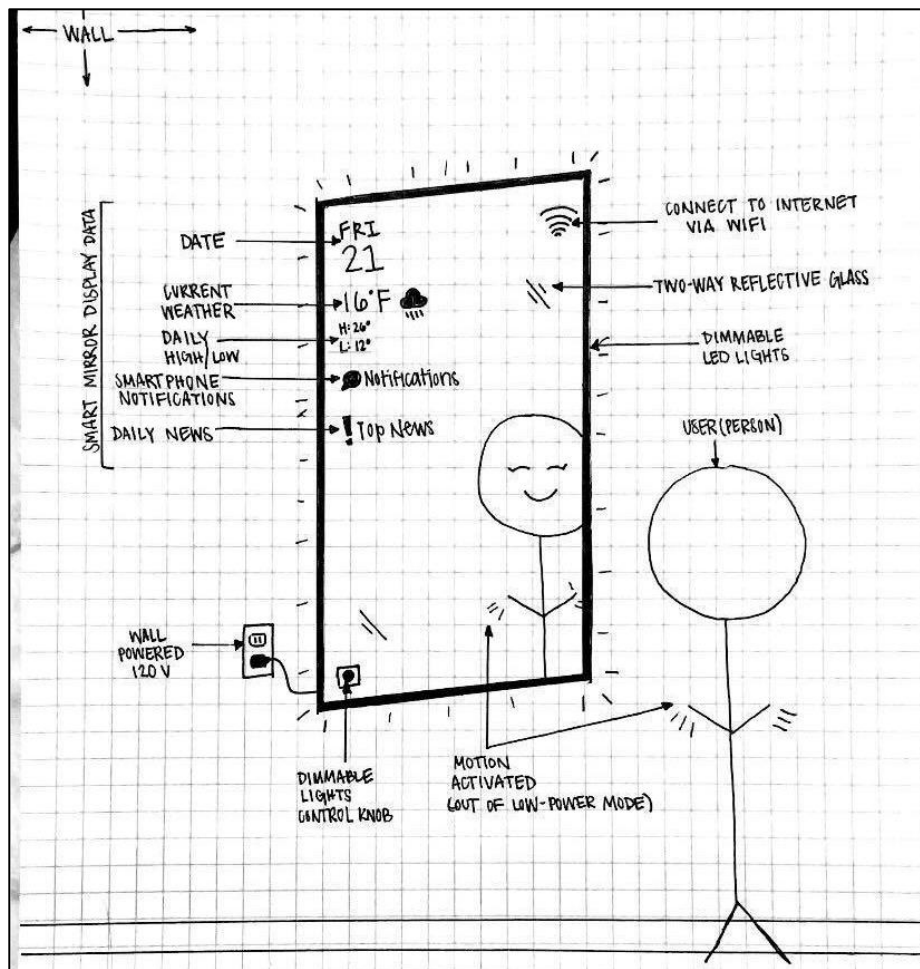 WALL
SMART MIRROR DISPLAY DATA
DATE
CURRENT
WEATHER
DAILY
HIGH/LOW
SMARTPHONE
NOTIFICATIONS
DAILY NEWS
FRI
21
16°F
H: 26°
L: 12°
Notifications
! Top News
CONNECT TO INTERNET
VIA WIFI
TWO-WAY REFLECTIVE GLASS
DIMMABLE
LED LIGHTS
USER (PERSON)
WALL
POWERED
120 V
DIMMABLE
LIGHTS
CONTROL KNOB
MOTION
ACTIVATED
(OUT OF LOW-POWER MODE)